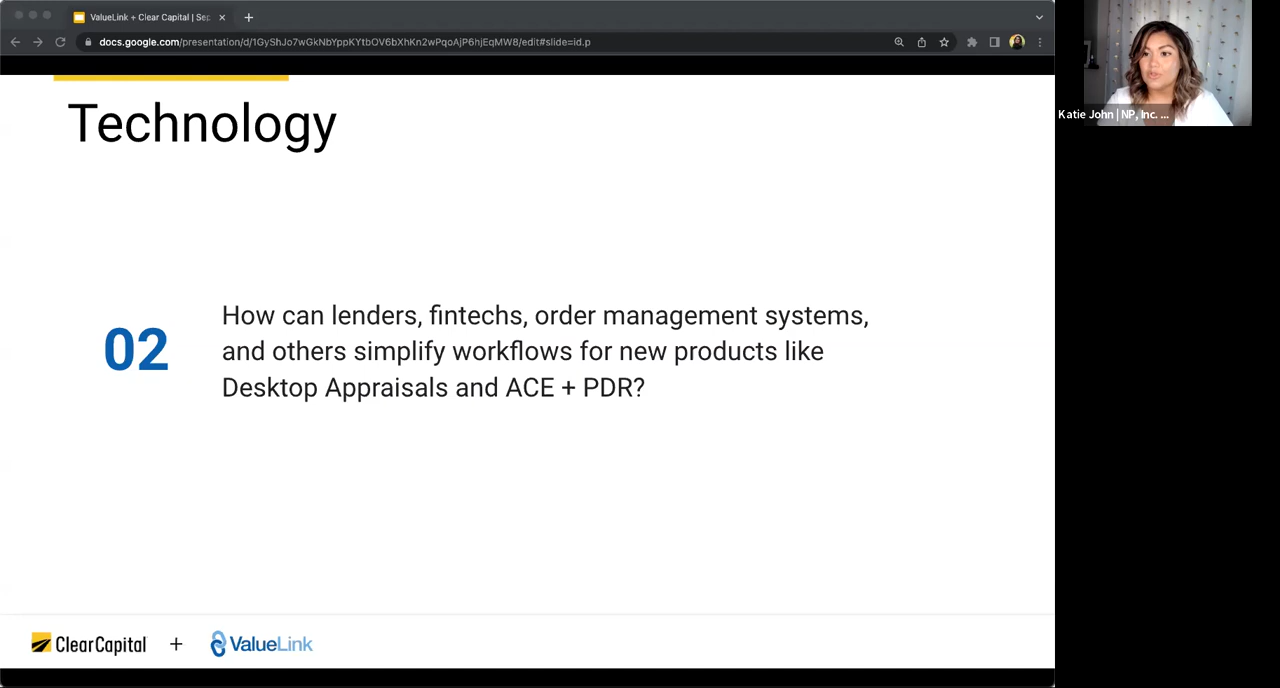 ValueLink + Clear Capital | Sep
docs.google.com/presentation/d/1GyShJo7wGkNbYppKYtbOV6bXhKn2wPqoAjP6hjEqMW8/edit#slide=id.p
Technology
02
How can lenders, fintechs, order management systems,
and others simplify workflows for new products like
Desktop Appraisals and ACE + PDR?
ClearCapital + ValueLink
Katie John | NP, Inc. ...